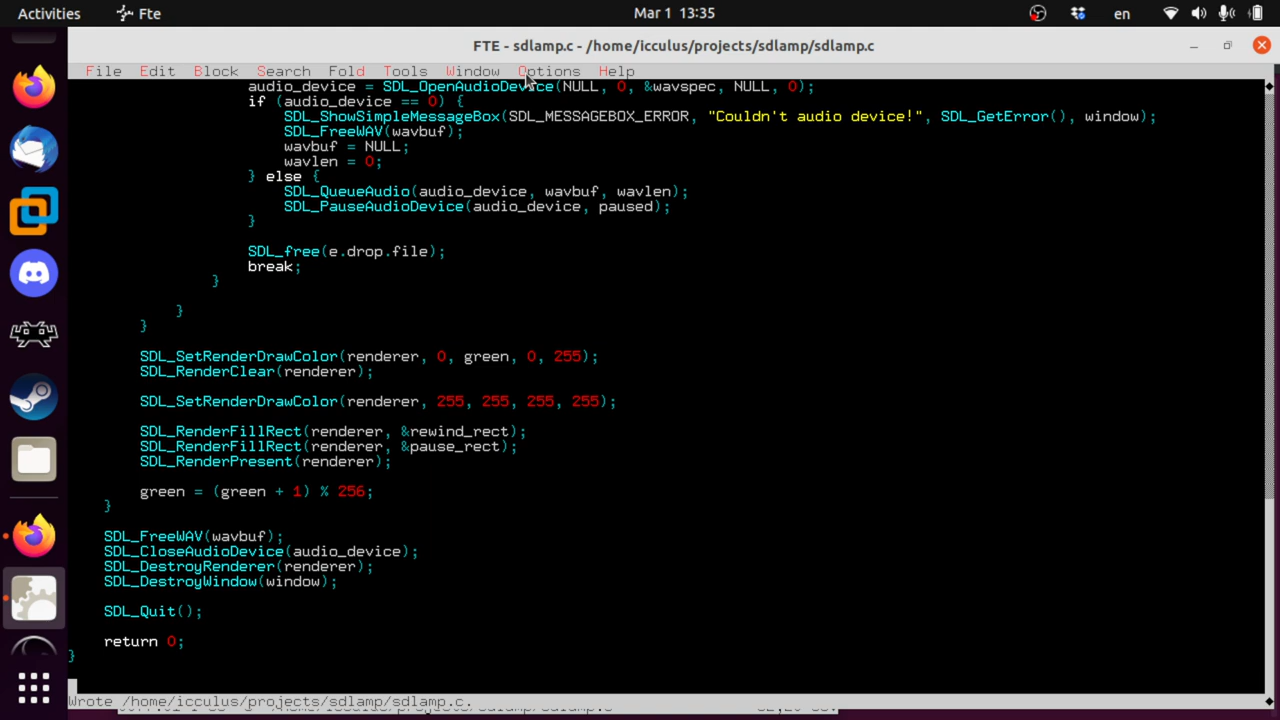 Activities Fte Mar 1 13:35 en
FTE - sdlamp.c - /home/icculus/projects/sdlamp/sdlamp.c
File Edit Block Search Fold Tools Window Options Help
audio_device = SDL_OpenAudioDevice(NULL, 0, &wavspec, NULL, 0);
if (audio_device == 0) {
SDL_ShowSimpleMessageBox(SDL_MESSAGEBOX_ERROR, "Couldn't audio device!", SDL_GetError(), window);
SDL_FreeWAV(wavbuf);
wavbuf = NULL;
wavlen = 0;
} else {
SDL_QueueAudio(audio_device, wavbuf, wavlen);
SDL_PauseAudioDevice(audio_device, paused);
}
SDL_free(e.drop.file);
break;
}
}
}
SDL_SetRenderDrawColor(renderer, 0, green, 0, 255);
SDL_RenderClear(renderer);
SDL_SetRenderDrawColor(renderer, 255, 255, 255, 255);
SDL_RenderFillRect(renderer, &rewind_rect);
SDL_RenderFillRect(renderer, &pause_rect);
SDL_RenderPresent(renderer);
green = (green + 1) % 256;
}
SDL_FreeWAV(wavbuf);
SDL_CloseAudioDevice(audio_device);
SDL_DestroyRenderer(renderer);
SDL_DestroyWindow(window);
SDL_Quit();
return 0;
}
Wrote /home/icculus/projects/sdlamp/sdlamp.c.